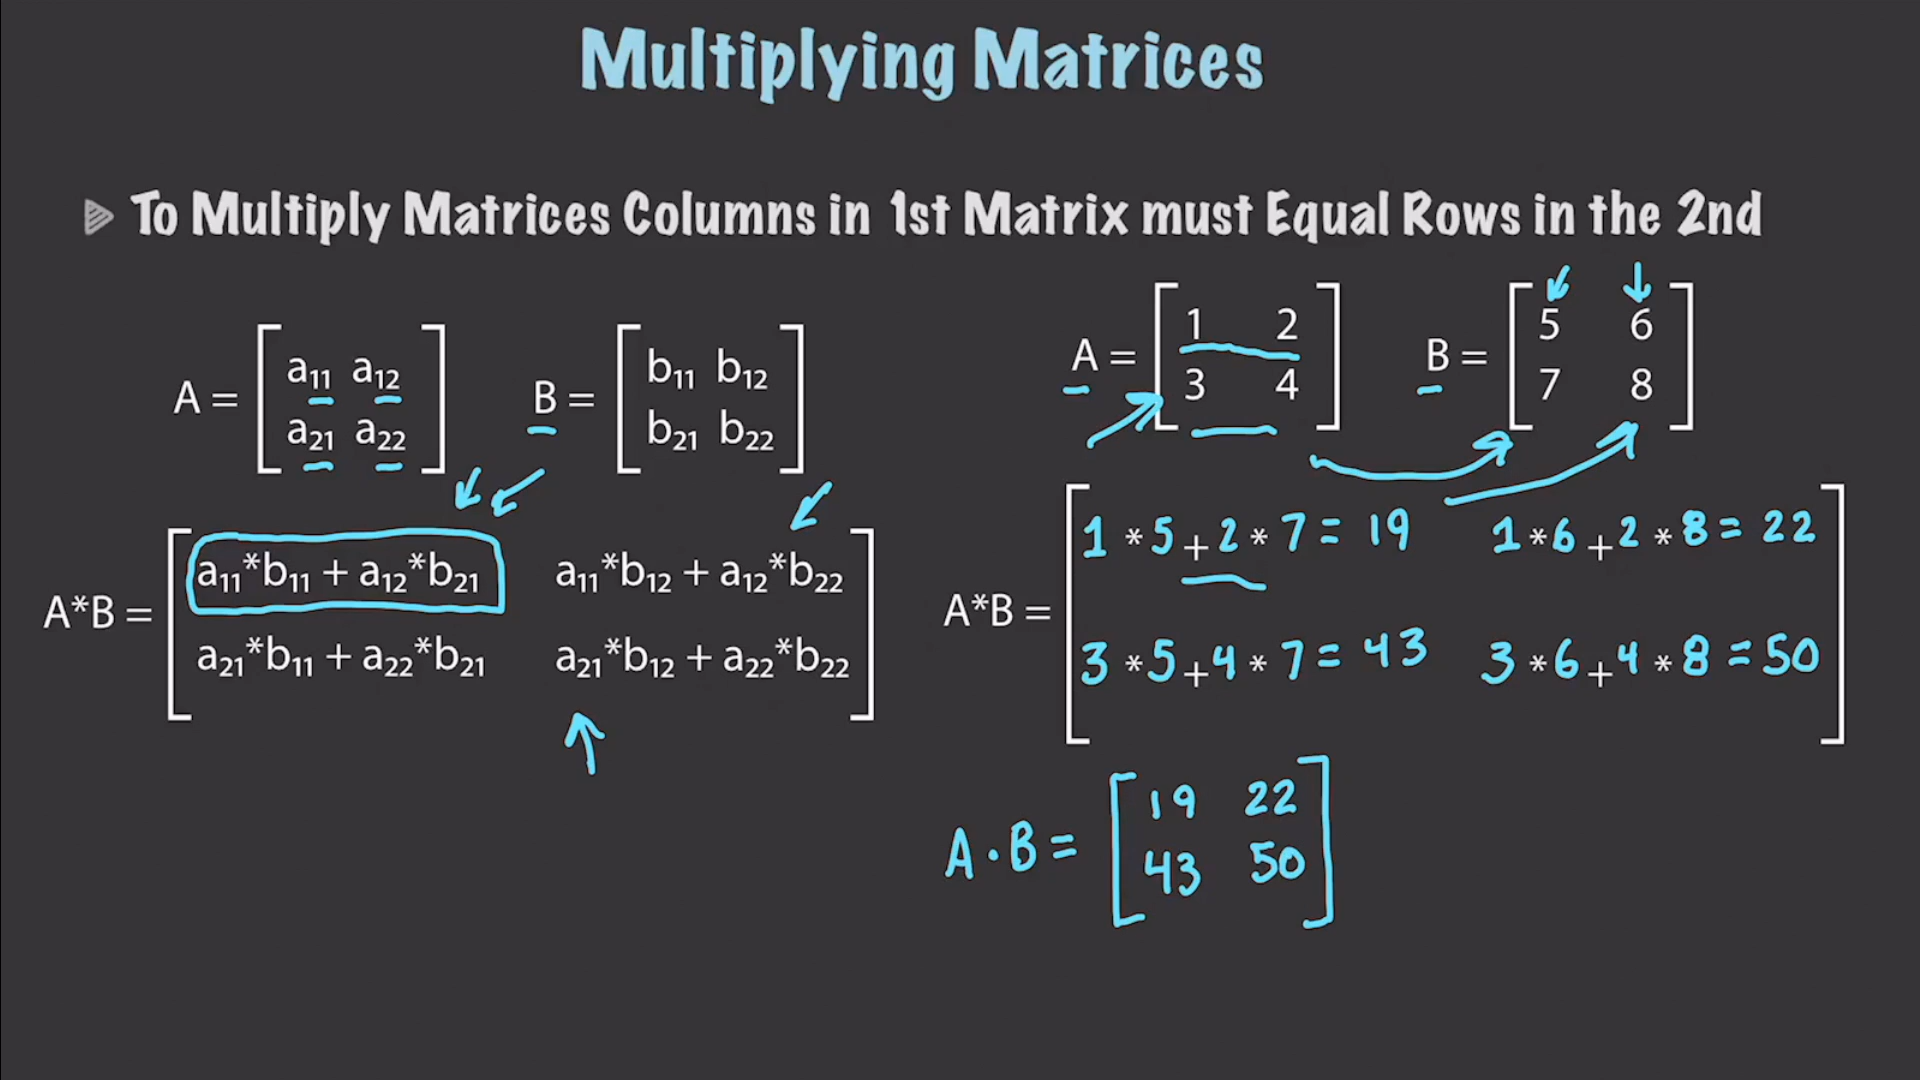 Multiplying Matrices
To Multiply Matrices Columns in 1st Matrix must Equal Rows in the 2nd
A = [ a₁₁ a₁₂
a₂₁ a₂₂ ]
B = [ b₁₁ b₁₂
b₂₁ b₂₂ ]
A*B = [ a₁₁*b₁₁ + a₁₂*b₂₁ a₁₁*b₁₂ + a₁₂*b₂₂
a₂₁*b₁₁ + a₂₂*b₂₁ a₂₁*b₁₂ + a₂₂*b₂₂ ]
A = [ 1 2
3 4 ]
B = [ 5 6
7 8 ]
A*B = [ 1 * 5 + 2 * 7 = 19 1 * 6 + 2 * 8 = 22
3 * 5 + 4 * 7 = 43 3 * 6 + 4 * 8 = 50 ]
A · B = [ 19 22
43 50 ]